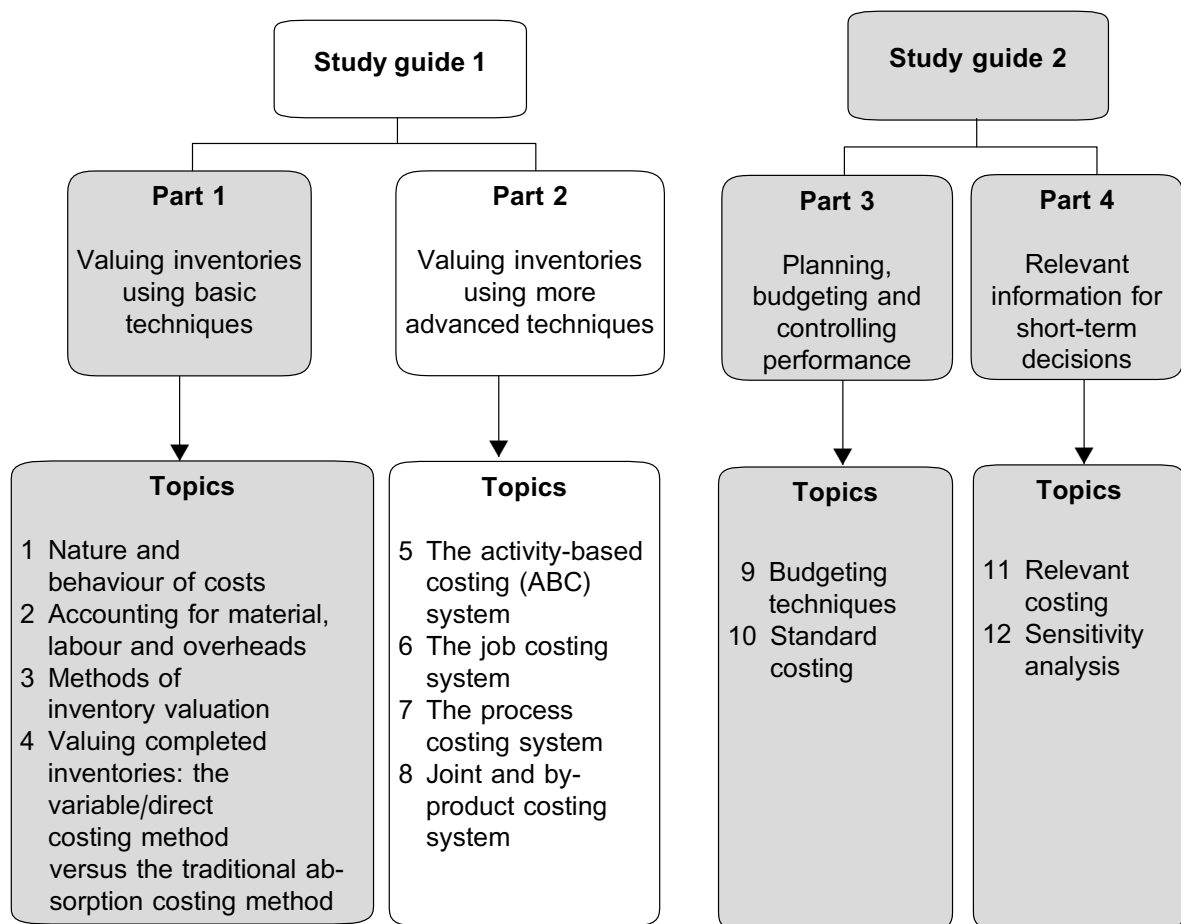 Study guide 1
Study guide 2
Part 1
Valuing inventories
using basic
techniques
Part 2
Valuing inventories
using more
advanced techniques
Part 3
Planning,
budgeting and
controlling
performance
Part 4
Relevant
information for
short-term
decisions
Topics
1 Nature and
behaviour of costs
2 Accounting for material,
labour and overheads
3 Methods of
inventory valuation
4 Valuing completed
inventories: the
variable/direct
costing method
versus the traditional ab-
sorption costing method
Topics
5 The activity-based
costing (ABC)
system
6 The job costing
system
7 The process
costing system
8 Joint and by-
product costing
system
Topics
9 Budgeting
techniques
10 Standard
costing
Topics
11 Relevant
costing
12 Sensitivity
analysis